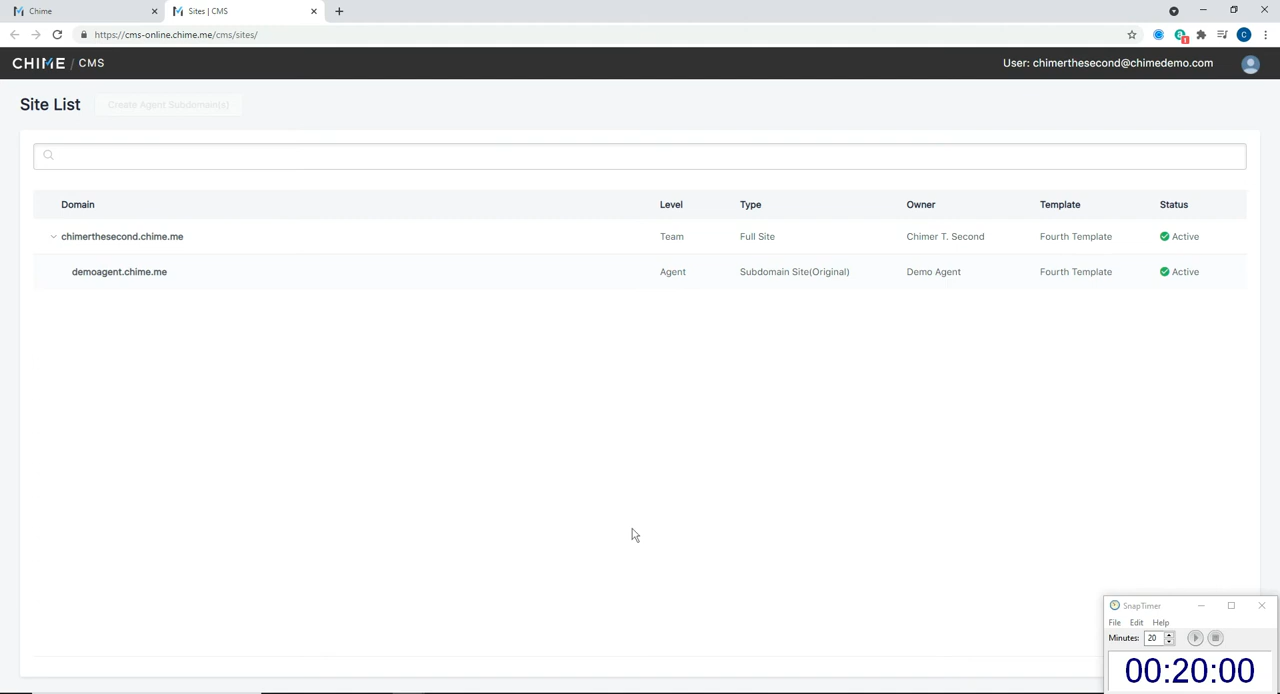 Chime
Sites | CMS
https://cms-online.chime.me/cms/sites/
1
C
CHIME / CMS
User: chimerthesecond@chimedemo.com
Site List
Create Agent Subdomain(s)
Domain Level Type Owner Template Status
chimerthesecond.chime.me Team Full Site Chimer T. Second Fourth Template Active
demoagent.chime.me Agent Subdomain Site(Original) Demo Agent Fourth Template Active
SnapTimer
File Edit Help
Minutes: 20
00:20:00